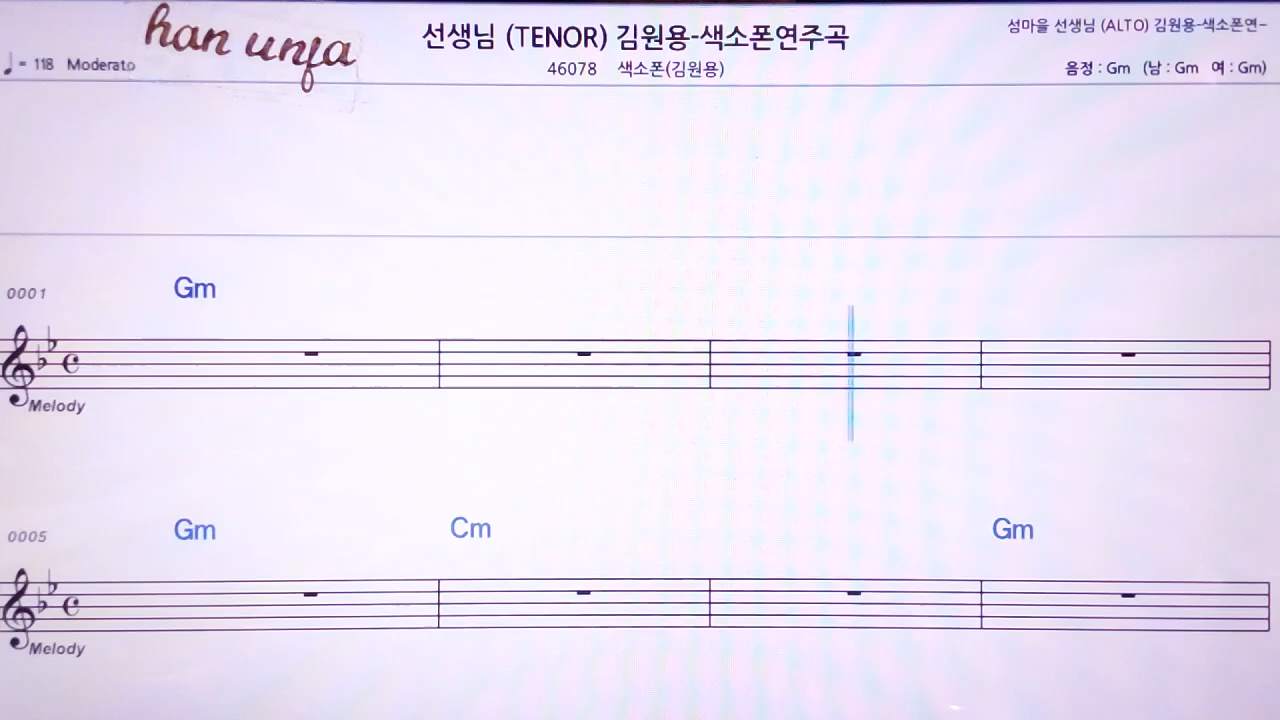 han unja
선생님 (TENOR) 김원용-색소폰연주곡
섬마을 선생님 (ALTO) 김원용-색소폰연-
♩= 118 Moderato
46078 색소폰(김원용)
음정 : Gm (남 : Gm 여 : Gm)
0001 Gm
Melody
0005 Gm Cm Gm
Melody